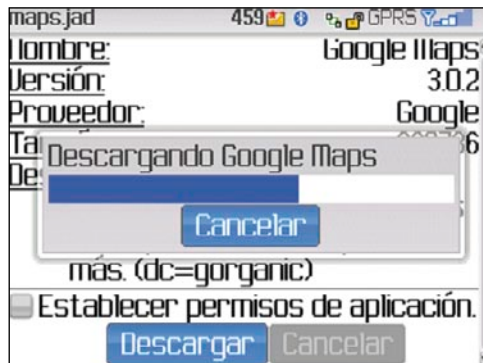 maps.jad 459 GPRS
Nombre: Google Maps
Versión: 3.0.2
Proveedor: Google
Descargando Google Maps
Cancelar
más. (dc=gorganic)
Establecer permisos de aplicación.
Descargar Cancelar